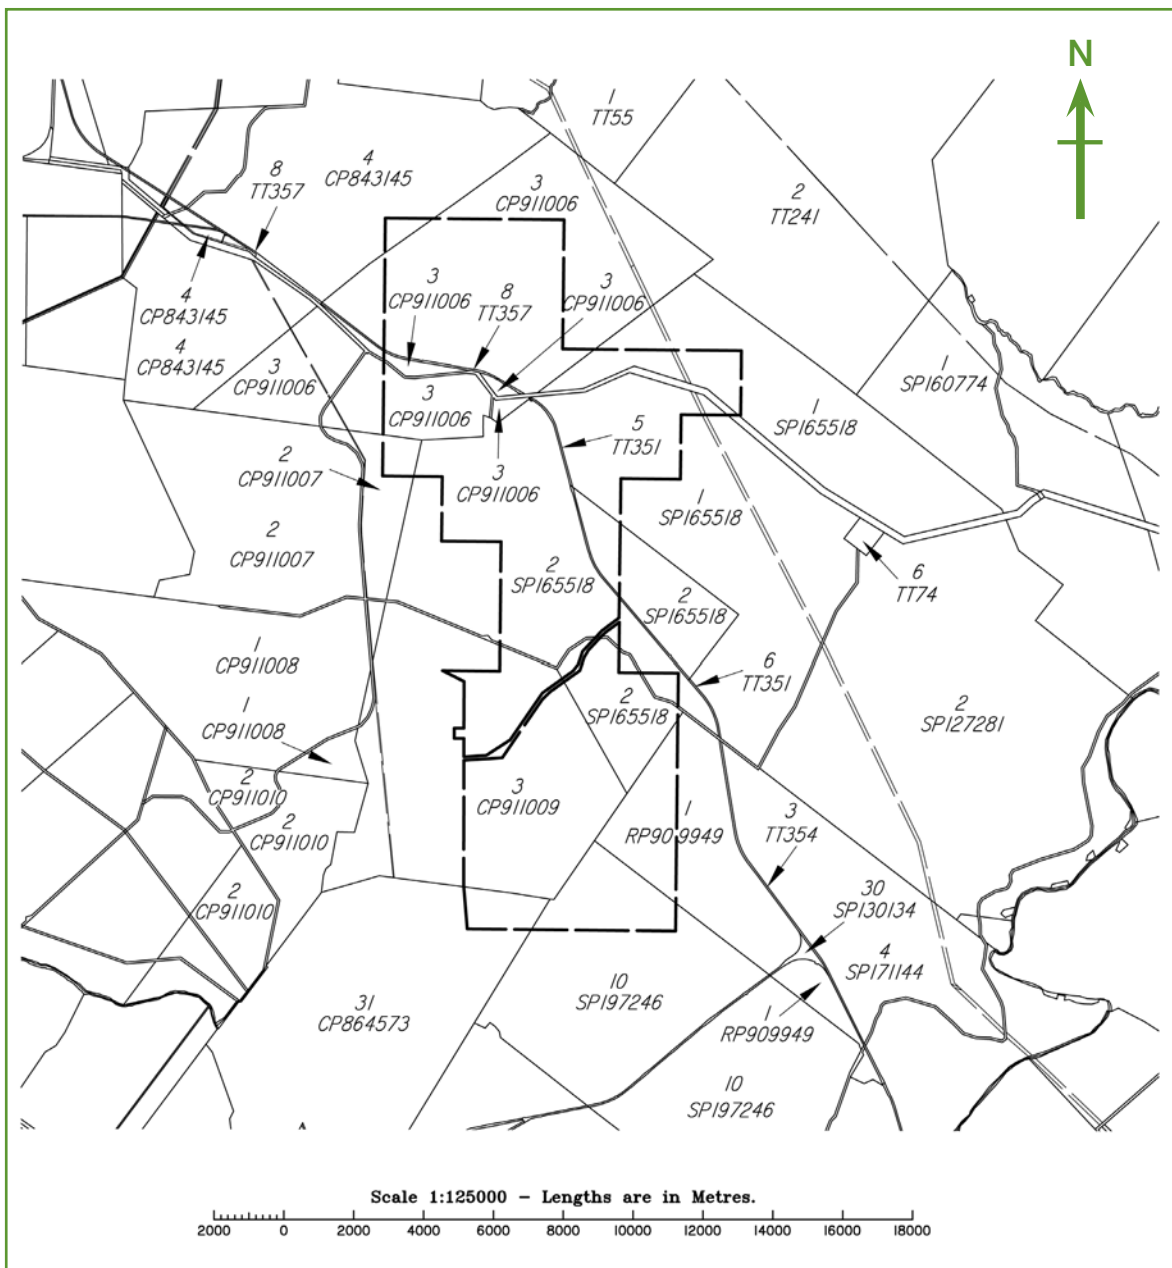 N
1
TT55
4
CP843145
8
TT357
3
CP911006
2
TT241
3
CP911006
8
TT357
3
CP911006
4
CP843145
4
CP843145
3
CP911006
3
CP911006
1
SP160774
1
SP165518
5
TT351
2
CP911007
3
CP911006
1
SP165518
2
CP911007
2
SP165518
2
SP165518
6
TT74
1
CP911008
6
TT351
2
SP165518
2
SP127281
1
CP911008
2
CP911010
3
CP911009
2
CP911010
1
RP909949
3
TT354
2
CP911010
30
SP130134
4
SP171144
10
SP197246
31
CP864573
1
RP909949
10
SP197246
Scale 1:125000 – Lengths are in Metres.
2000 0 2000 4000 6000 8000 10000 12000 14000 16000 18000